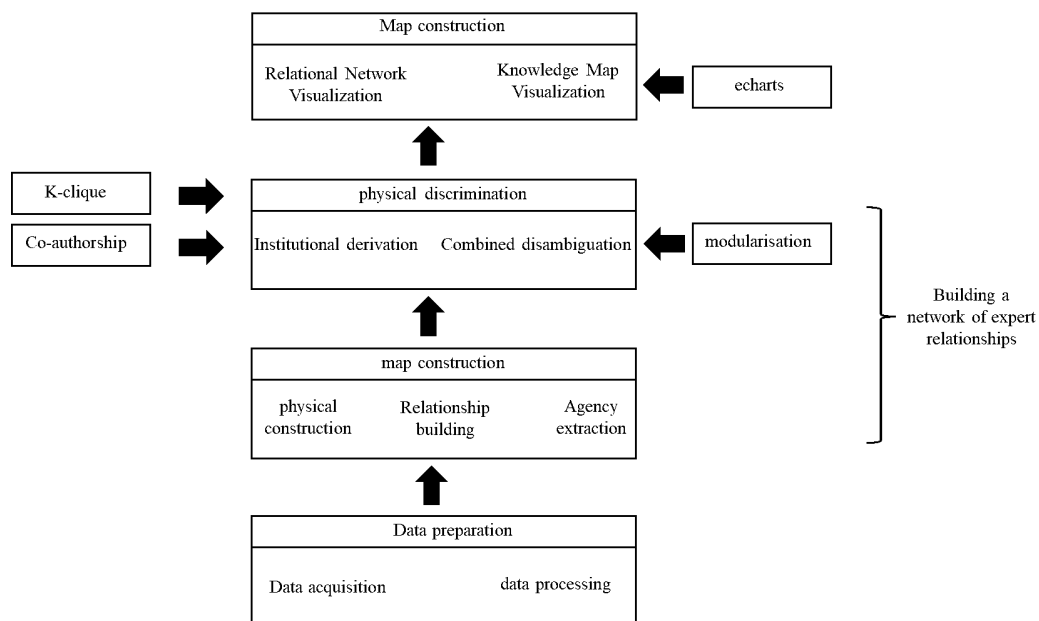 Map construction
Relational Network
Visualization
Knowledge Map
Visualization
echarts
K-clique
Co-authorship
physical discrimination
Institutional derivation
Combined disambiguation
modularisation
Building a
network of expert
relationships
map construction
physical
construction
Relationship
building
Agency
extraction
Data preparation
Data acquisition
data processing